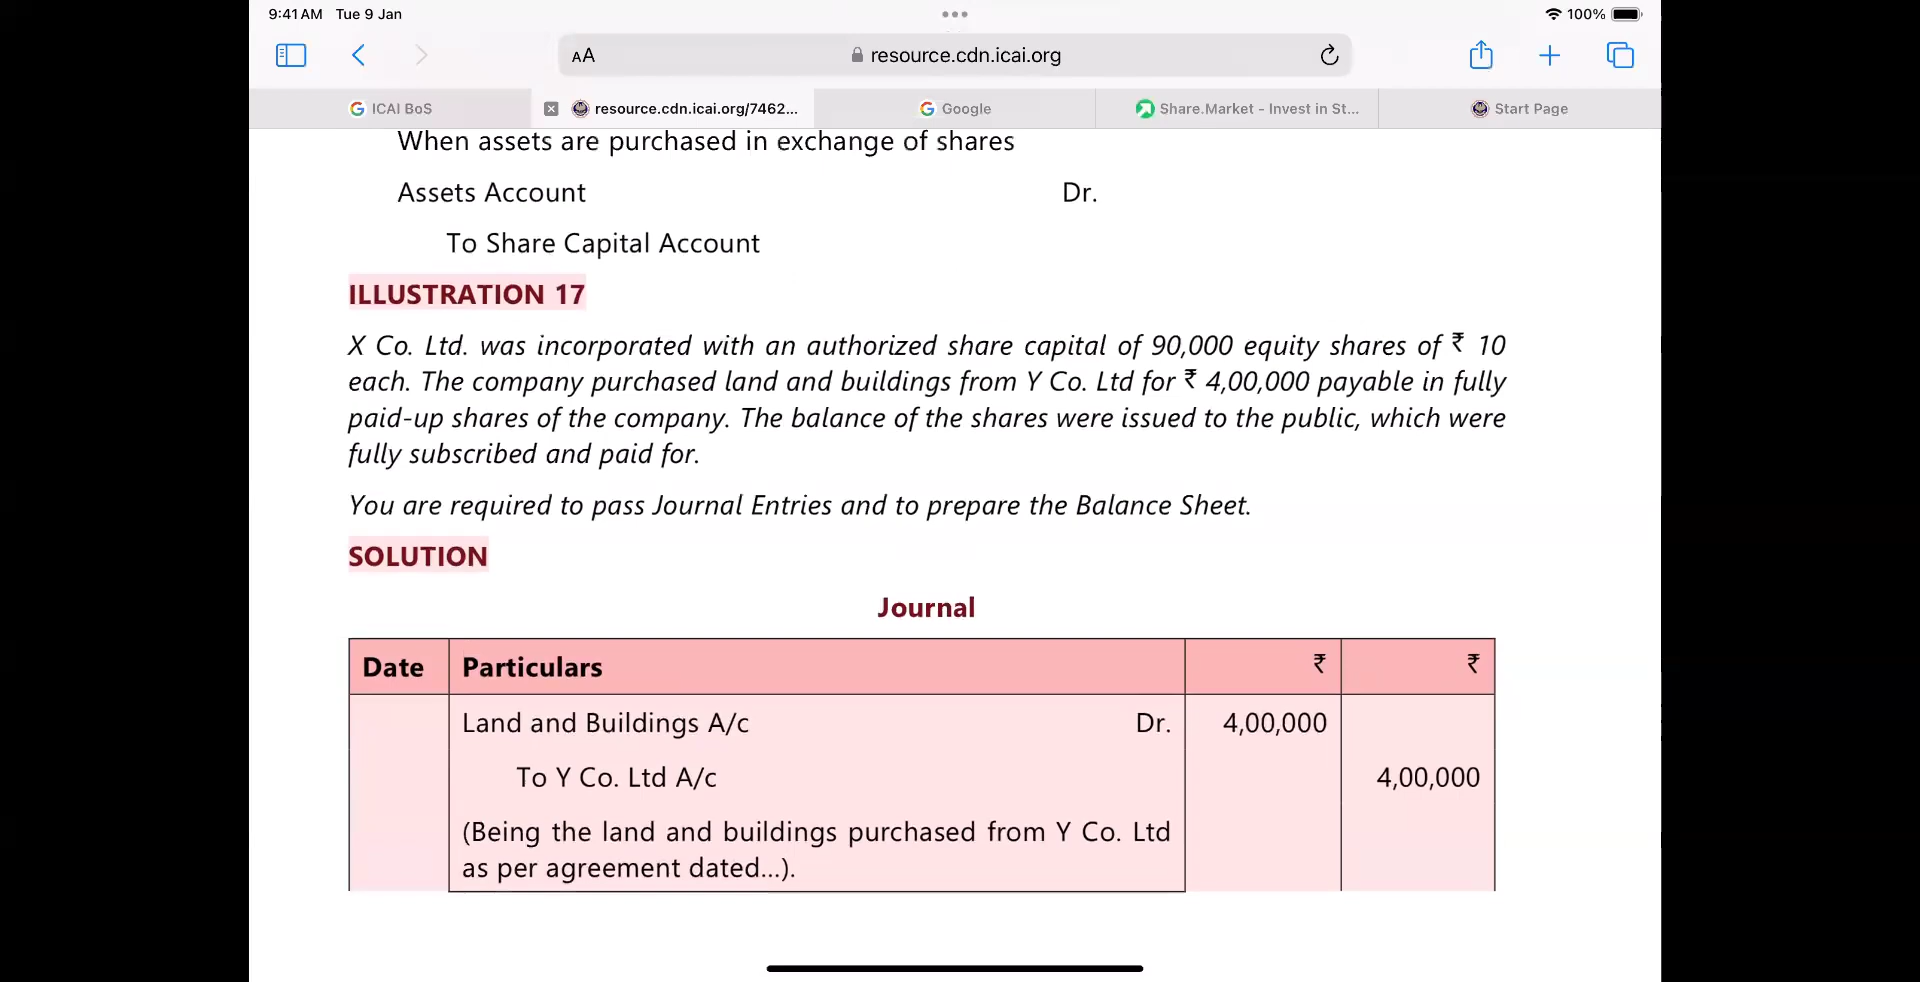 9:41 AM Tue 9 Jan
100%
AA
resource.cdn.icai.org
ICAI BoS
resource.cdn.icai.org/7462...
Google
Share.Market - Invest in St...
Start Page
When assets are purchased in exchange of shares
Assets Account Dr.
To Share Capital Account
ILLUSTRATION 17
X Co. Ltd. was incorporated with an authorized share capital of 90,000 equity shares of ₹ 10
each. The company purchased land and buildings from Y Co. Ltd for ₹ 4,00,000 payable in fully
paid-up shares of the company. The balance of the shares were issued to the public, which were
fully subscribed and paid for.
You are required to pass Journal Entries and to prepare the Balance Sheet.
SOLUTION
Journal
Date Particulars ₹ ₹
Land and Buildings A/c Dr. 4,00,000
To Y Co. Ltd A/c 4,00,000
(Being the land and buildings purchased from Y Co. Ltd
as per agreement dated...).